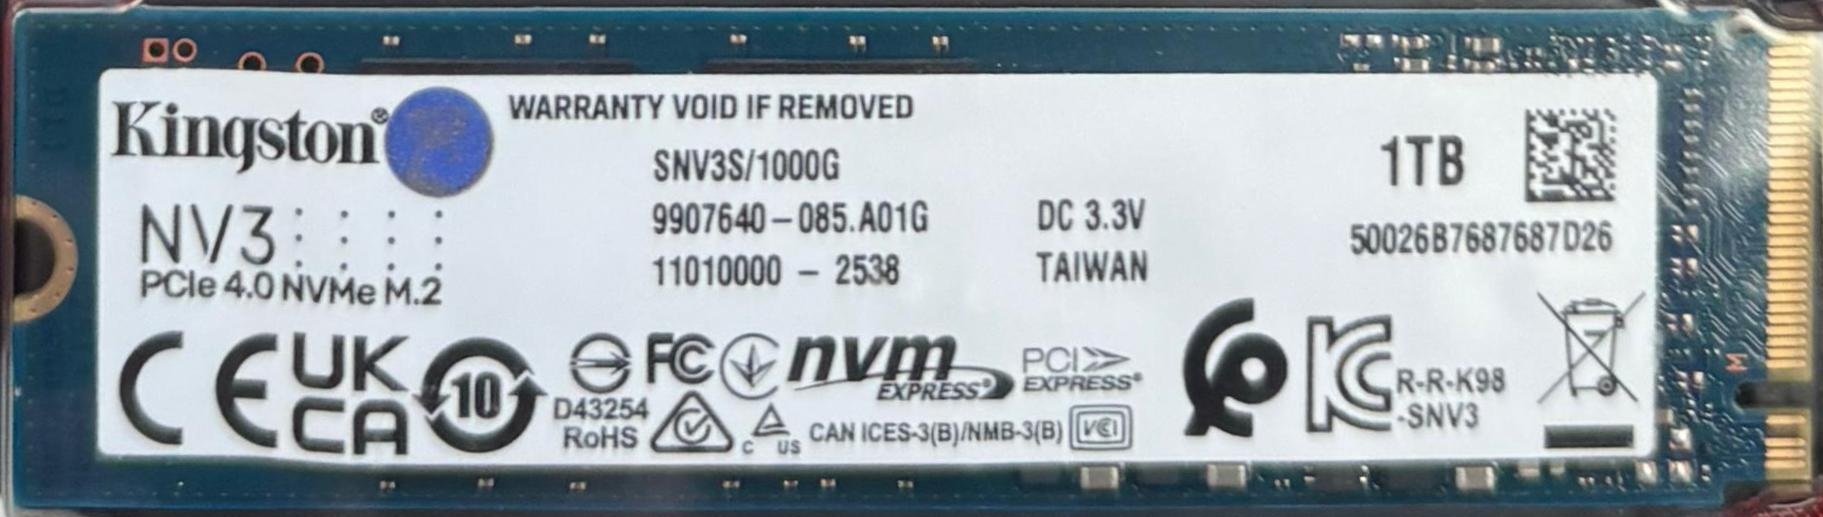 Kingston®
WARRANTY VOID IF REMOVED
SNV3S/1000G
1TB
NV3
9907640-085.A01G
DC 3.3V
50026B7687687D26
PCIe 4.0 NVMe M.2
11010000 - 2538
TAIWAN
CE
UK
CA
10
D43254
RoHS
FC
nvm
EXPRESS®
PCI
EXPRESS®
C US
CAN ICES-3(B)/NMB-3(B)
VCI
KC
R-R-K98
-SNV3